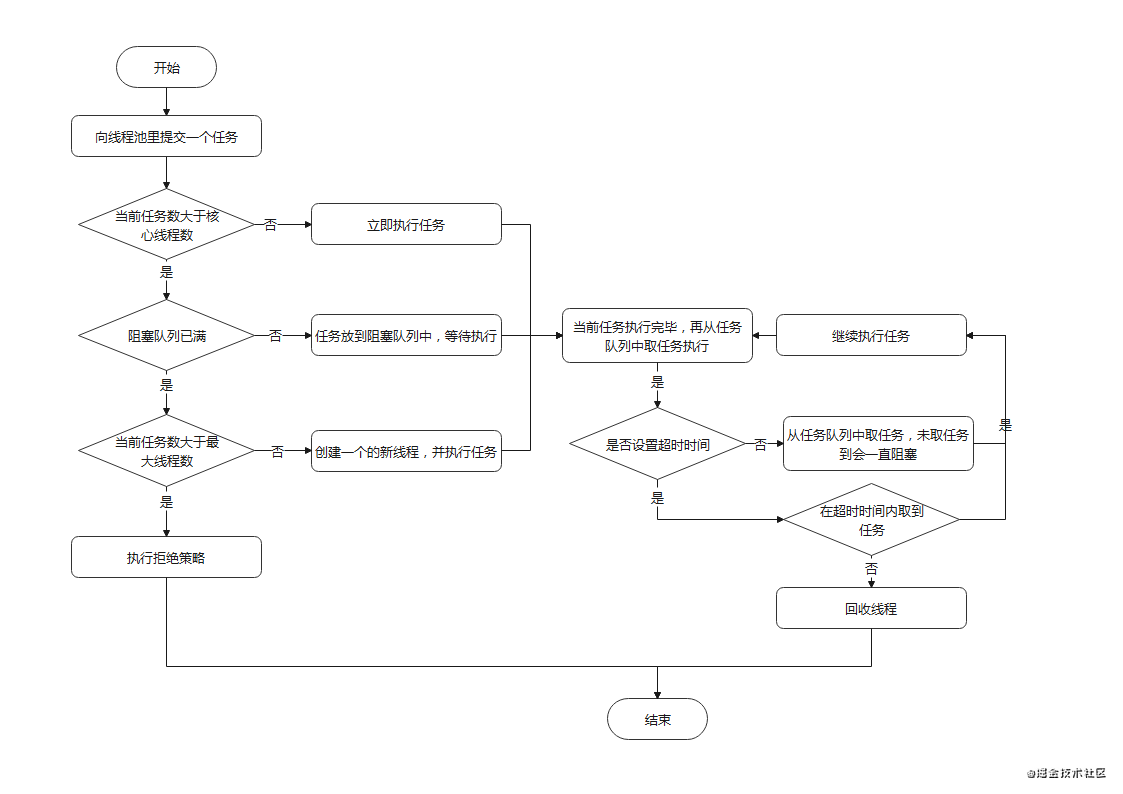 开始
向线程池里提交一个任务
当前任务数大于核
心线程数
否
立即执行任务
是
阻塞队列已满
否
任务放到阻塞队列中，等待执行
当前任务执行完毕，再从任务
队列中取任务执行
继续执行任务
是
是
当前任务数大于最
大线程数
否
创建一个的新线程，并执行任务
是否设置超时时间
否
从任务队列中取任务，未取任务
到会一直阻塞
是
是
是
在超时时间内取到
任务
执行拒绝策略
否
回收线程
结束
@掘金技术社区